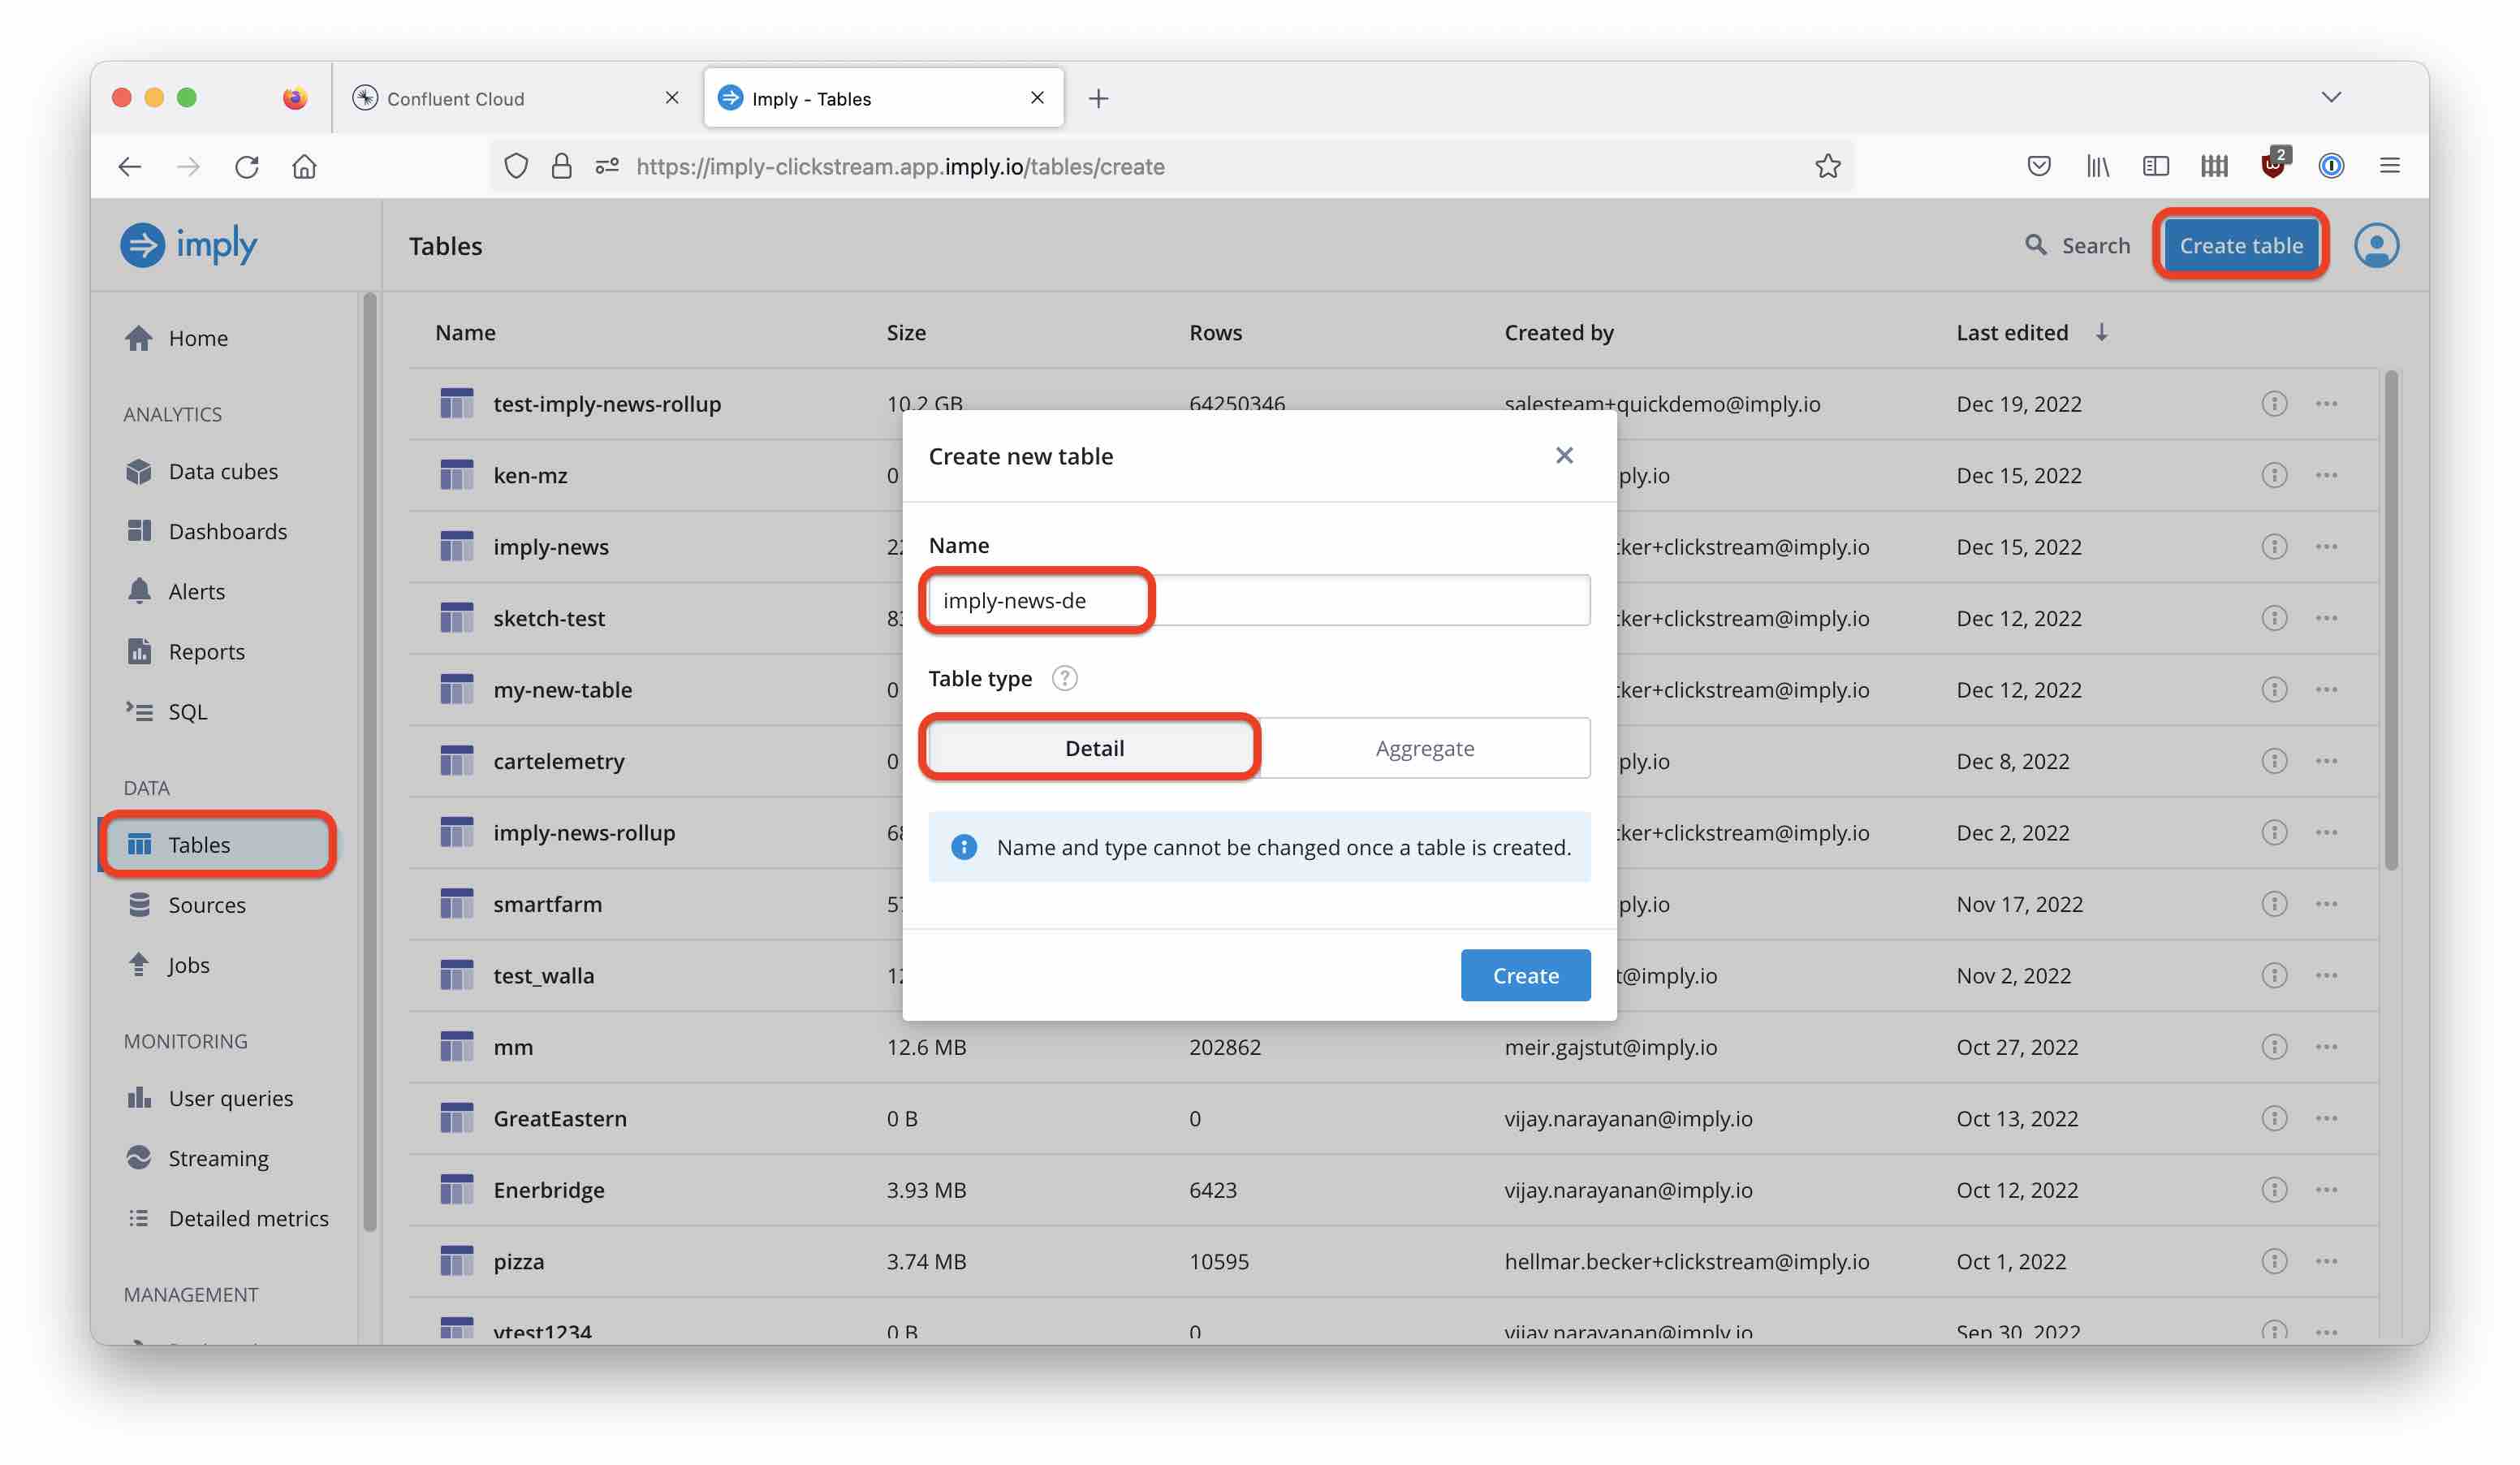 Confluent Cloud
Imply - Tables
https://imply-clickstream.app.imply.io/tables/create
2
imply
Tables
Search
Create table
Home
ANALYTICS
Data cubes
Dashboards
Alerts
Reports
SQL
DATA
Tables
Sources
Jobs
MONITORING
User queries
Streaming
Detailed metrics
MANAGEMENT
Name Size Rows Created by Last edited
test-imply-news-rollup 10.2 GB 64250346 salesteam+quickdemo@imply.io Dec 19, 2022
ken-mz 0 ply.io Dec 15, 2022
imply-news 22 ker+clickstream@imply.io Dec 15, 2022
sketch-test 83 ker+clickstream@imply.io Dec 12, 2022
my-new-table 0 ker+clickstream@imply.io Dec 12, 2022
cartelemetry 0 ply.io Dec 8, 2022
imply-news-rollup 68 ker+clickstream@imply.io Dec 2, 2022
smartfarm 57 ply.io Nov 17, 2022
test_walla 12 t@imply.io Nov 2, 2022
mm 12.6 MB 202862 meir.gajstut@imply.io Oct 27, 2022
GreatEastern 0 B 0 vijay.narayanan@imply.io Oct 13, 2022
Enerbridge 3.93 MB 6423 vijay.narayanan@imply.io Oct 12, 2022
pizza 3.74 MB 10595 hellmar.becker+clickstream@imply.io Oct 1, 2022
vtest1234 0 B 0 vijay.narayanan@imply.io Sep 30, 2022
Create new table
Name
imply-news-de
Table type
Detail Aggregate
Name and type cannot be changed once a table is created.
Create